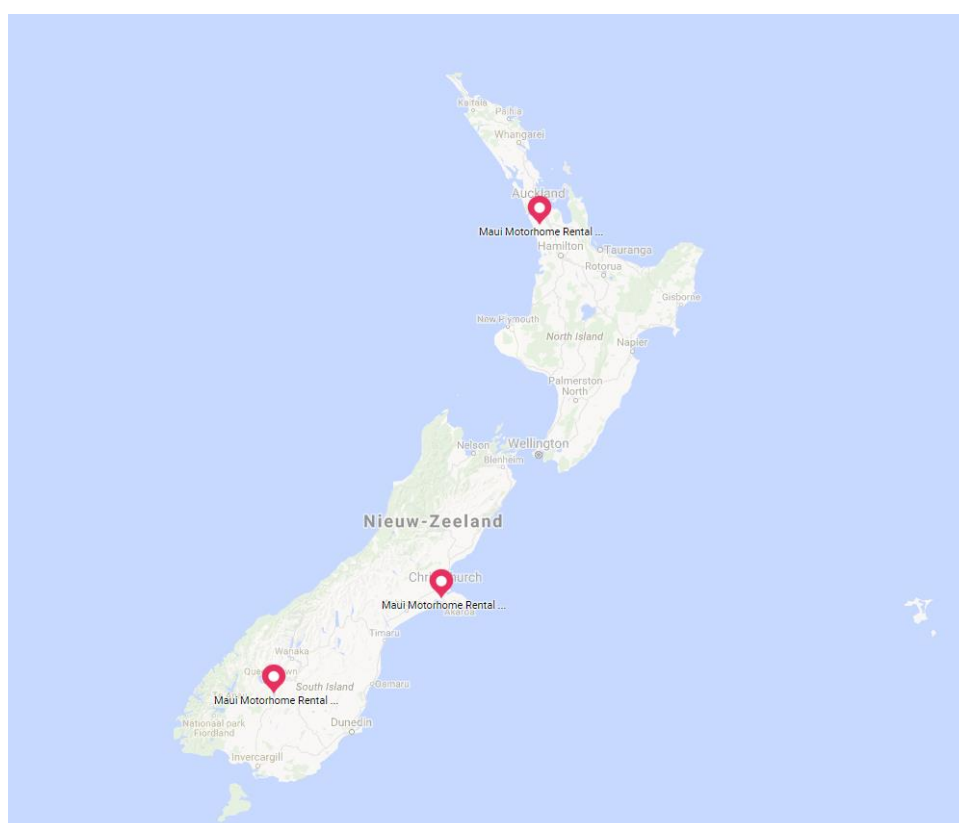 Kaitaia
Paihia
Whangarei
Auckland
Maui Motorhome Rental ...
Hamilton
Tauranga
Rotorua
Gisborne
New Plymouth
North Island
Napier
Palmerston
North
Nelson
Wellington
Blenheim
Nieuw-Zeeland
Christchurch
Maui Motorhome Rental ...
Akaroa
Timaru
Wanaka
Queenstown
South Island
Oamaru
Maui Motorhome Rental ...
Nationaal park
Fiordland
Dunedin
Invercargill